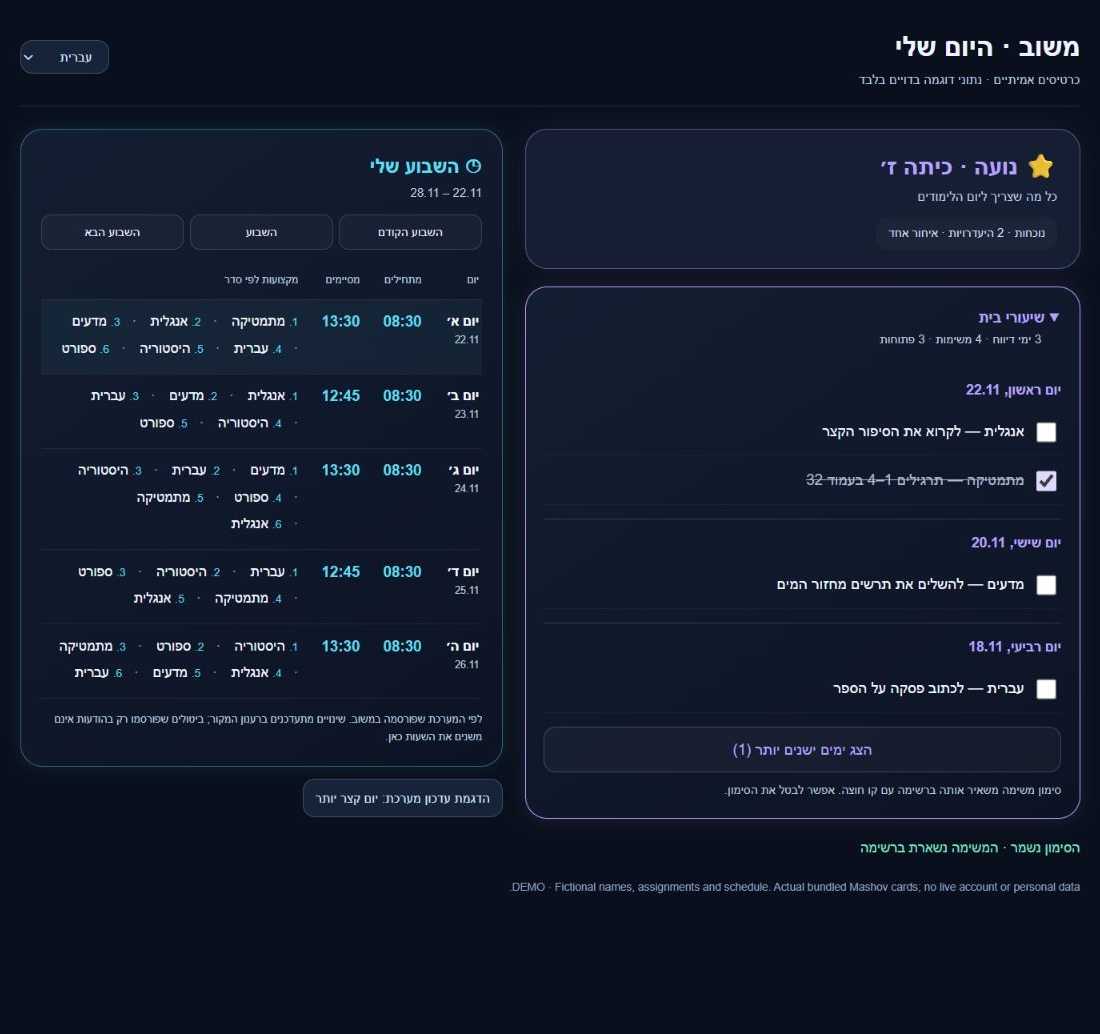 משוב · היום שלי
כרטיסים אמיתיים · נתוני דוגמה בדויים בלבד
עברית
נועה · כיתה ז׳
כל מה שצריך ליום הלימודים
נוכחות · 2 היעדרויות · איחור אחד
▼ שיעורי בית
3 ימי דיווח · 4 משימות · 3 פתוחות
יום ראשון, 22.11
אנגלית — לקרוא את הסיפור הקצר
מתמטיקה — תרגילים 1–4 בעמוד 32
יום שישי, 20.11
מדעים — להשלים את תרשים מחזור המים
יום רביעי, 18.11
עברית — לכתוב פסקה על הספר
הצג ימים ישנים יותר (1)
סימון משימה משאיר אותה ברשימה עם קו חוצה. אפשר לבטל את הסימון.
הסימון נשמר · המשימה נשארת ברשימה
השבוע שלי
22.11 – 28.11
השבוע הקודם
השבוע
השבוע הבא
יום מתחילים מסיימים מקצועות לפי סדר
יום א׳ 08:30 13:30 1. מתמטיקה · 2. אנגלית · 3. מדעים
22.11 · 4. עברית · 5. היסטוריה · 6. ספורט
יום ב׳ 08:30 12:45 1. אנגלית · 2. מדעים · 3. עברית
23.11 · 4. היסטוריה · 5. ספורט
יום ג׳ 08:30 13:30 1. מדעים · 2. עברית · 3. היסטוריה
24.11 · 4. ספורט · 5. מתמטיקה
· 6. אנגלית
יום ד׳ 08:30 12:45 1. עברית · 2. היסטוריה · 3. ספורט
25.11 · 4. מתמטיקה · 5. אנגלית
יום ה׳ 08:30 13:30 1. היסטוריה · 2. ספורט · 3. מתמטיקה
26.11 · 4. אנגלית · 5. מדעים · 6. עברית
לפי המערכת שפורסמה במשוב. שינויים מתעדכנים ברענון המקור; ביטולים שפורסמו רק בהודעות אינם
משנים את השעות כאן.
הדגמת עדכון מערכת: יום קצר יותר
DEMO · Fictional names, assignments and schedule. Actual bundled Mashov cards; no live account or personal data.